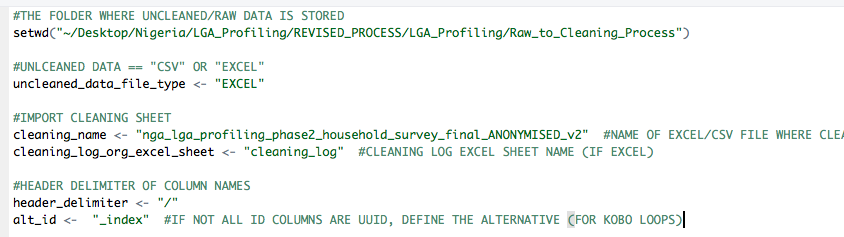 #THE FOLDER WHERE UNCLEANED/RAW DATA IS STORED
setwd("~/Desktop/Nigeria/LGA_Profiling/REVISED_PROCESS/LGA_Profiling/Raw_to_Cleaning_Process")
#UNLCEANED DATA == "CSV" OR "EXCEL"
uncleaned_data_file_type <- "EXCEL"
#IMPORT CLEANING SHEET
cleaning_name <- "nga_lga_profiling_phase2_household_survey_final_ANONYMISED_v2"  #NAME OF EXCEL/CSV FILE WHERE CLEA
cleaning_log_org_excel_sheet <- "cleaning_log"  #CLEANING LOG EXCEL SHEET NAME (IF EXCEL)
#HEADER DELIMITER OF COLUMN NAMES
header_delimiter <- "/"
alt_id <-  "_index"  #IF NOT ALL ID COLUMNS ARE UUID, DEFINE THE ALTERNATIVE (FOR KOBO LOOPS)